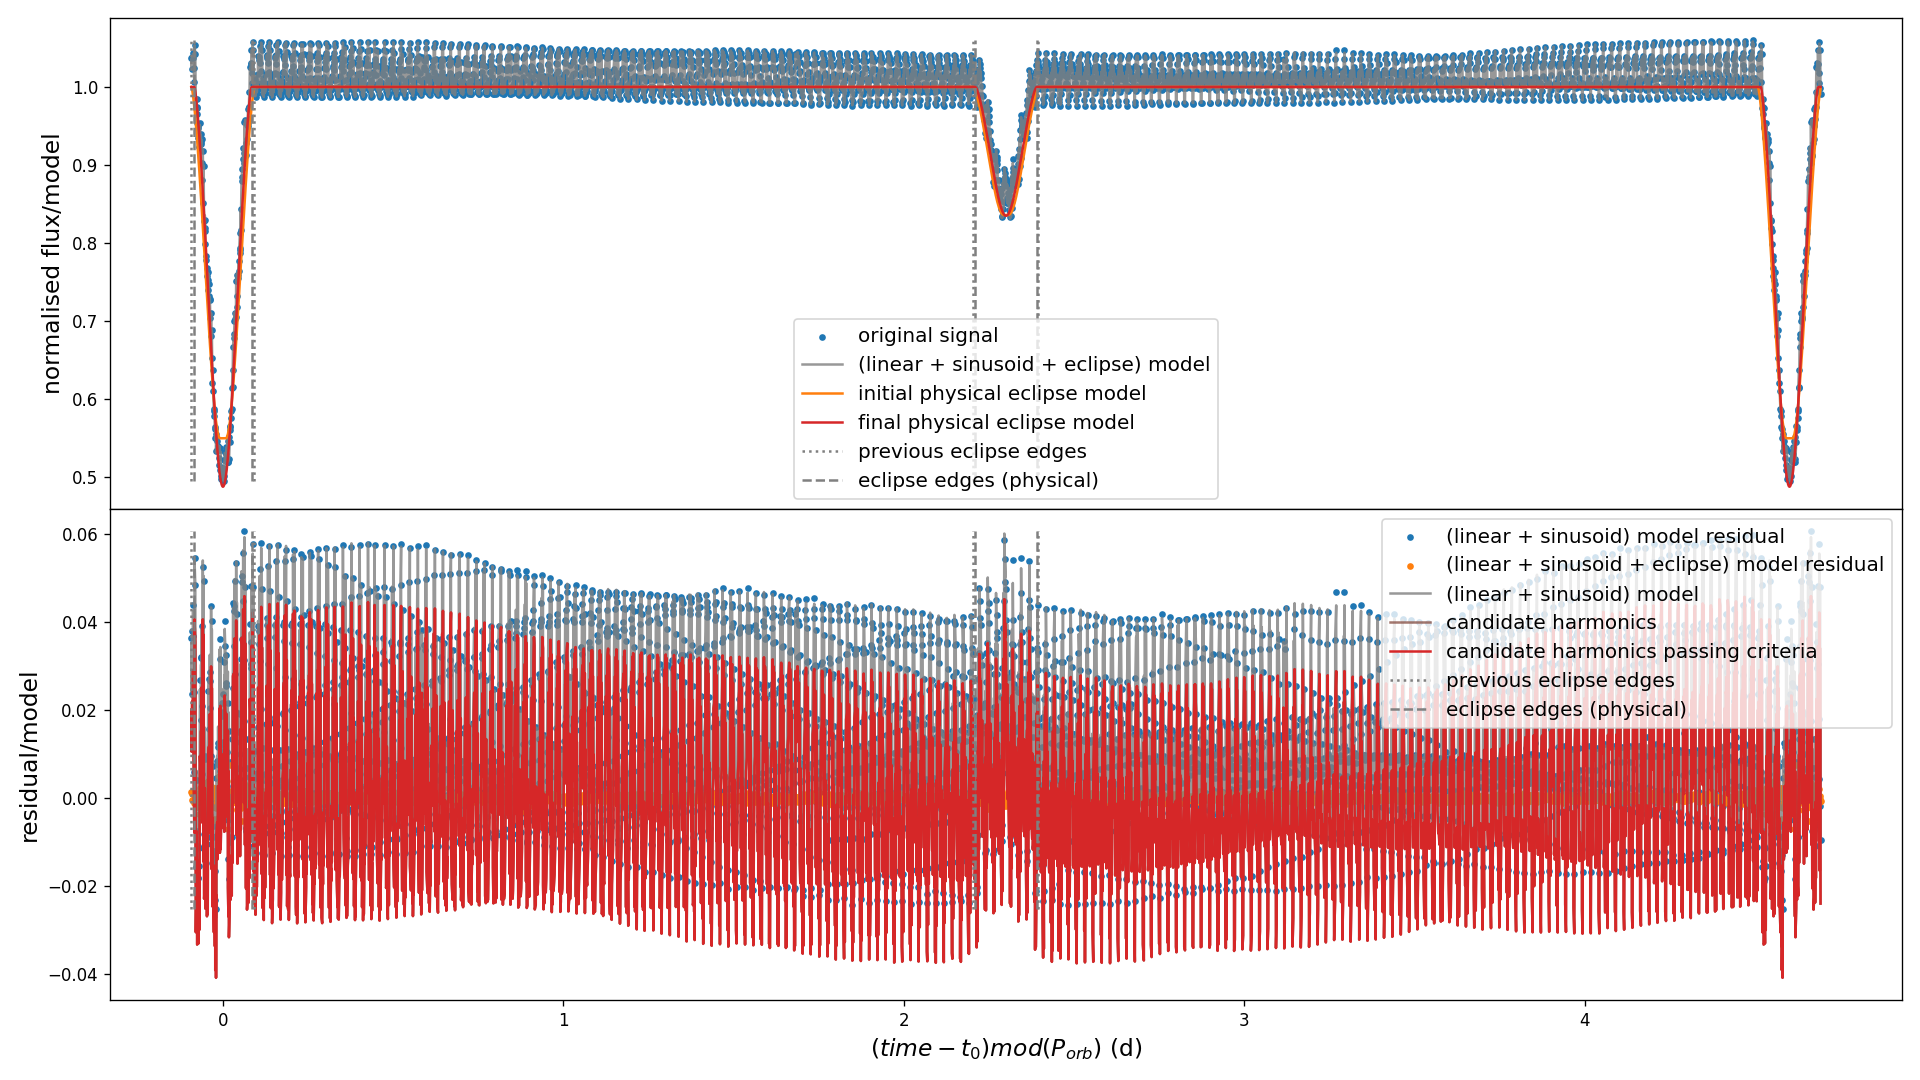 normalised flux/model
1.0
0.9
0.8
0.7
0.6
0.5
original signal
(linear + sinusoid + eclipse) model
initial physical eclipse model
final physical eclipse model
previous eclipse edges
eclipse edges (physical)
residual/model
0.06
0.04
0.02
0.00
−0.02
−0.04
(linear + sinusoid) model residual
(linear + sinusoid + eclipse) model residual
(linear + sinusoid) model
candidate harmonics
candidate harmonics passing criteria
previous eclipse edges
eclipse edges (physical)
0 1 2 3 4
(time − t₀)mod(P_orb) (d)